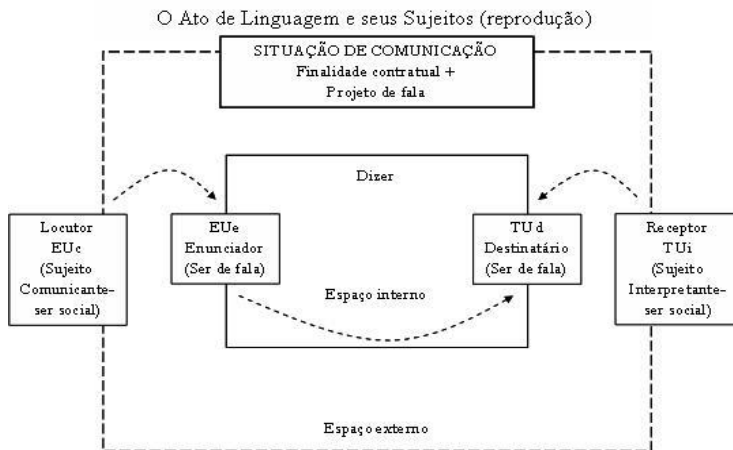 O Ato de Linguagem e seus Sujeitos (reprodução)
SITUAÇÃO DE COMUNICAÇÃO
Finalidade contratual +
Projeto de fala
Dizer
Locutor
EUc
(Sujeito
Comunicante-
ser social)
EUe
Enunciador
(Ser de fala)
TUd
Destinatário
(Ser de fala)
Receptor
TUi
(Sujeito
Interpretante-
ser social)
Espaço interno
Espaço externo